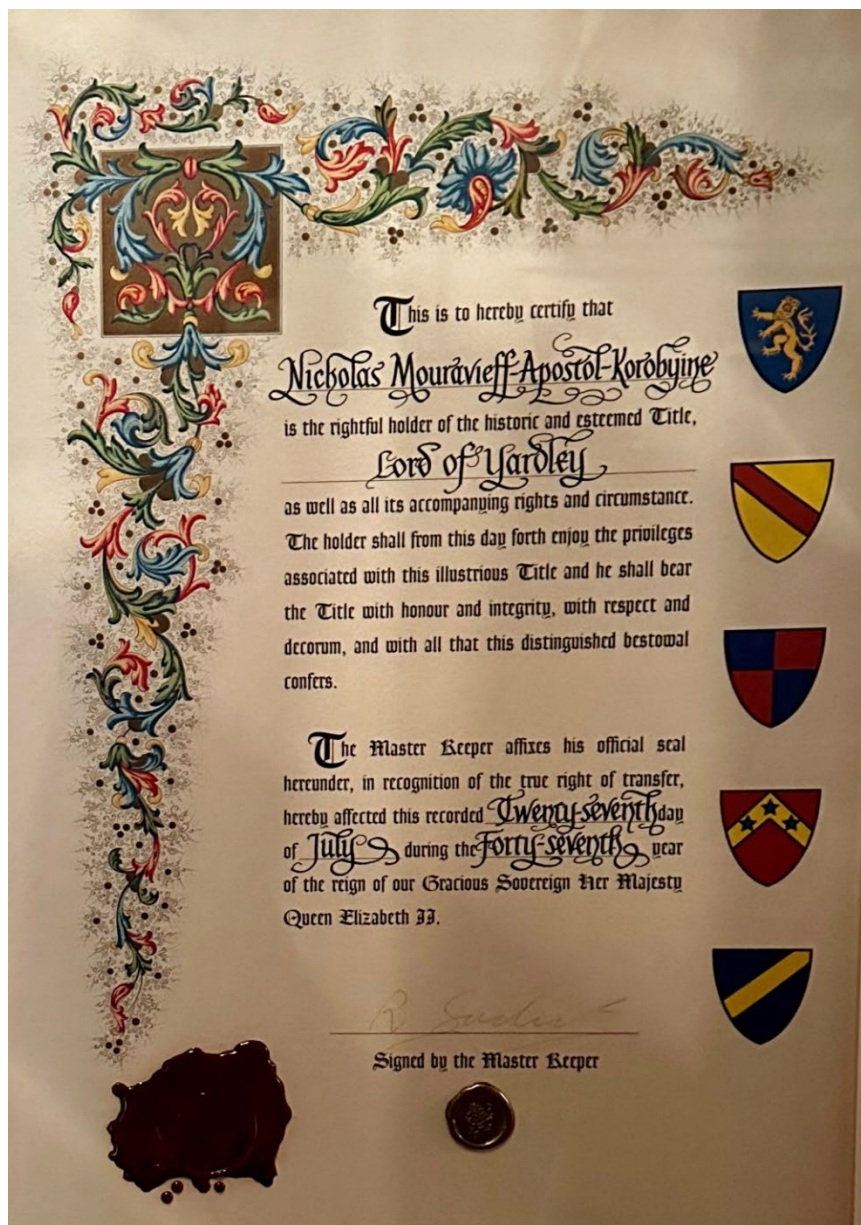 This is to hereby certify that
Nicholas Mouravieff-Apostol-Korobyine
is the rightful holder of the historic and esteemed Title,
Lord of Yardley
as well as all its accompanying rights and circumstance.
The holder shall from this day forth enjoy the privileges
associated with this illustrious Title and he shall bear
the Title with honour and integrity, with respect and
decorum, and with all that this distinguished bestowal
confers.
The Master Keeper affixes his official seal
hereunder, in recognition of the true right of transfer,
hereby affected this recorded Twenty-seventh day
of July during the Forty-seventh year
of the reign of our Gracious Sovereign Her Majesty
Queen Elizabeth II.
R
Signed by the Master Keeper